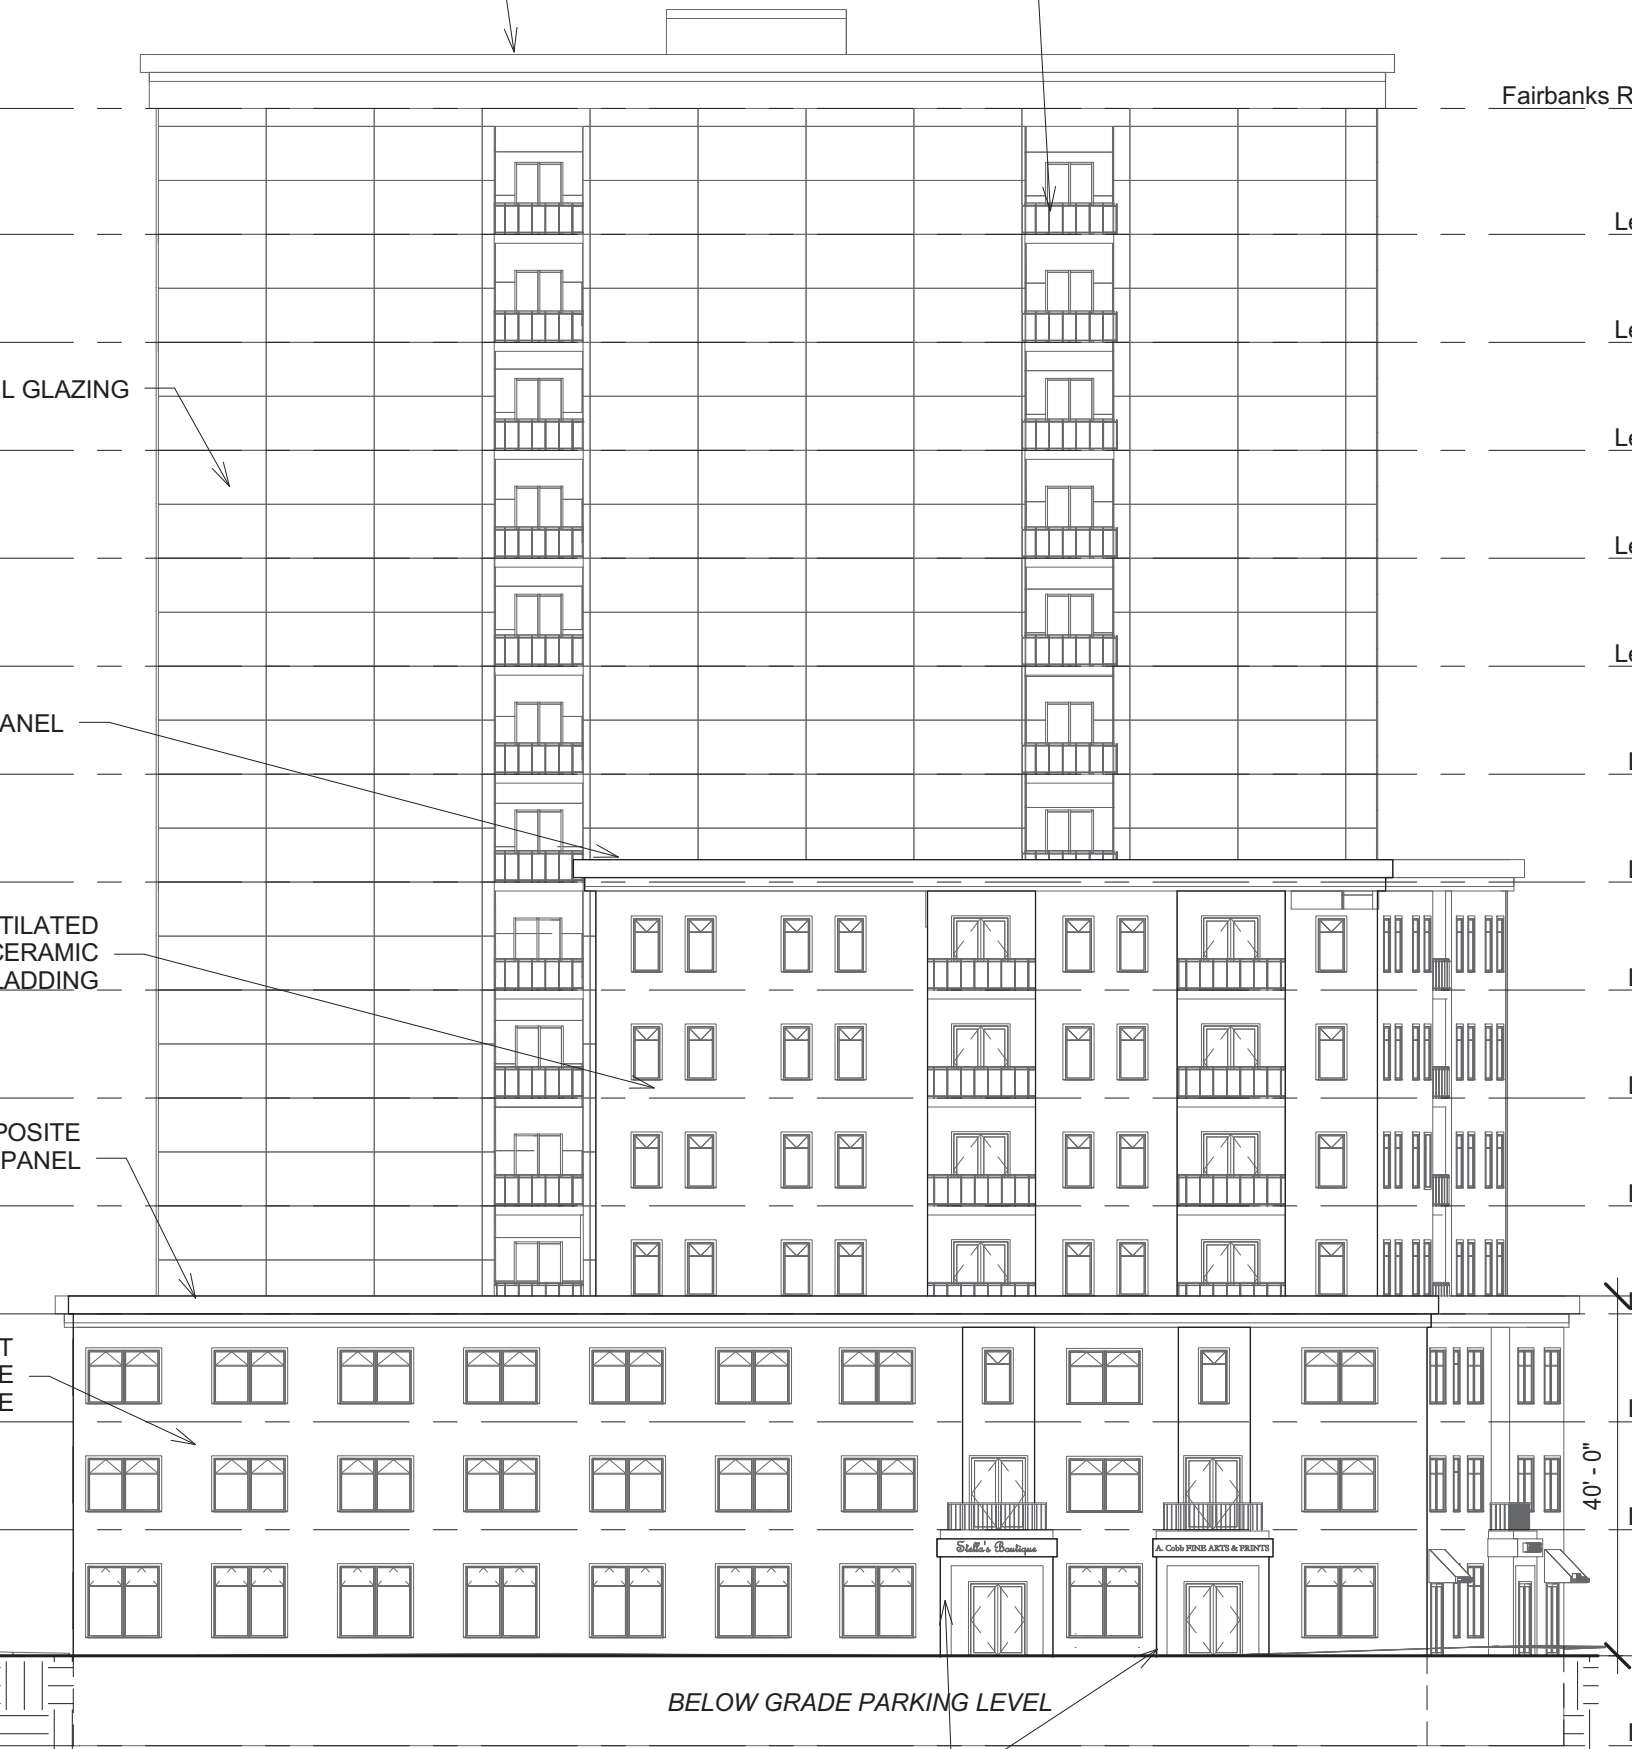 Fairbanks R
Le
Le
Le
L GLAZING
Le
Le
ANEL
TILATED
CERAMIC
LADDING
POSITE
PANEL
T
E
E
40' - 0"
Stella's Boutique
A. Cobb FINE ARTS & PRINTS
BELOW GRADE PARKING LEVEL